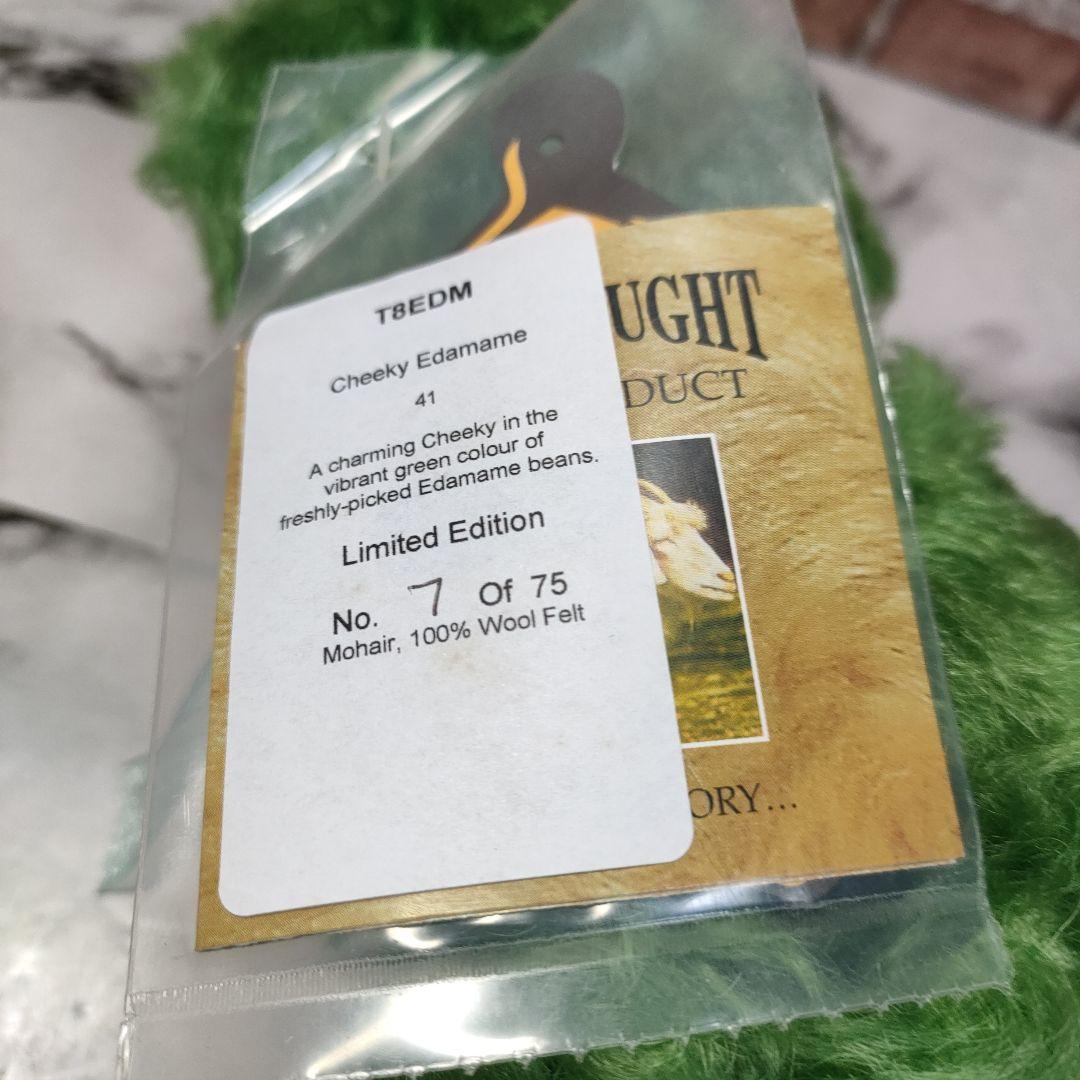 T8EDM
Cheeky Edamame
41
A charming Cheeky in the
vibrant green colour of
freshly-picked Edamame beans.
Limited Edition
No. 7 Of 75
Mohair, 100% Wool Felt
UGHT
DUCT
ORY...